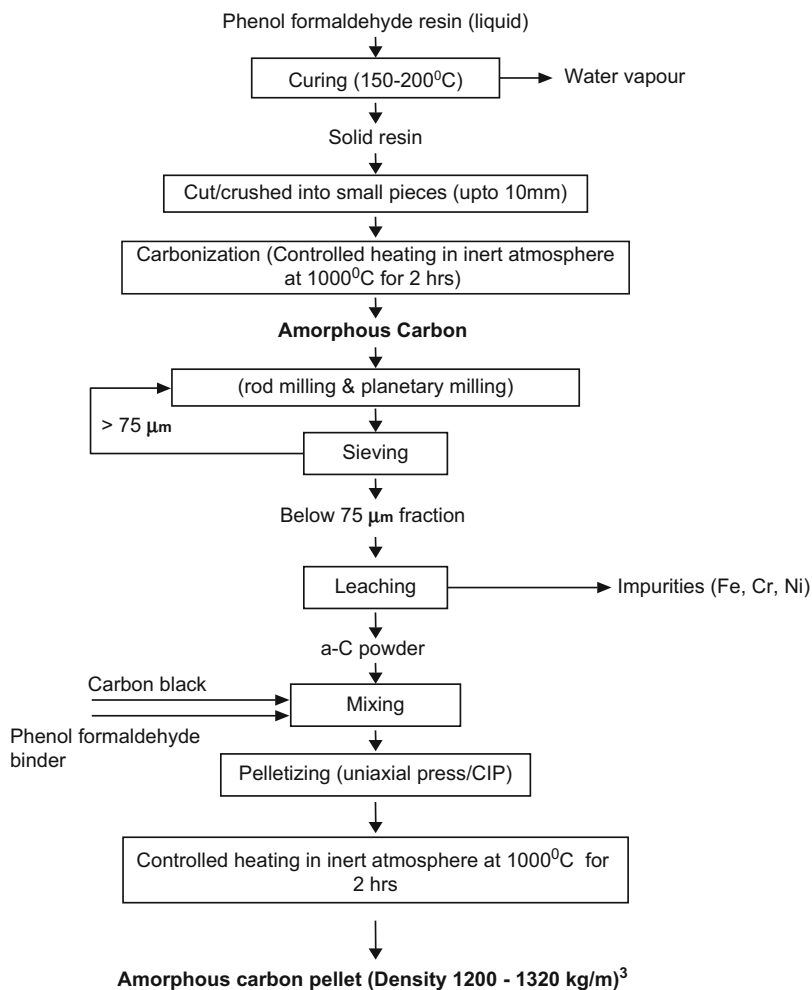 Phenol formaldehyde resin (liquid)
Curing (150-200⁰C)
Water vapour
Solid resin
Cut/crushed into small pieces (upto 10mm)
Carbonization (Controlled heating in inert atmosphere
at 1000⁰C for 2 hrs)
Amorphous Carbon
(rod milling & planetary milling)
> 75 μm
Sieving
Below 75 μm fraction
Leaching
Impurities (Fe, Cr, Ni)
a-C powder
Carbon black
Mixing
Phenol formaldehyde
binder
Pelletizing (uniaxial press/CIP)
Controlled heating in inert atmosphere at 1000⁰C for
2 hrs
Amorphous carbon pellet (Density 1200 - 1320 kg/m)³